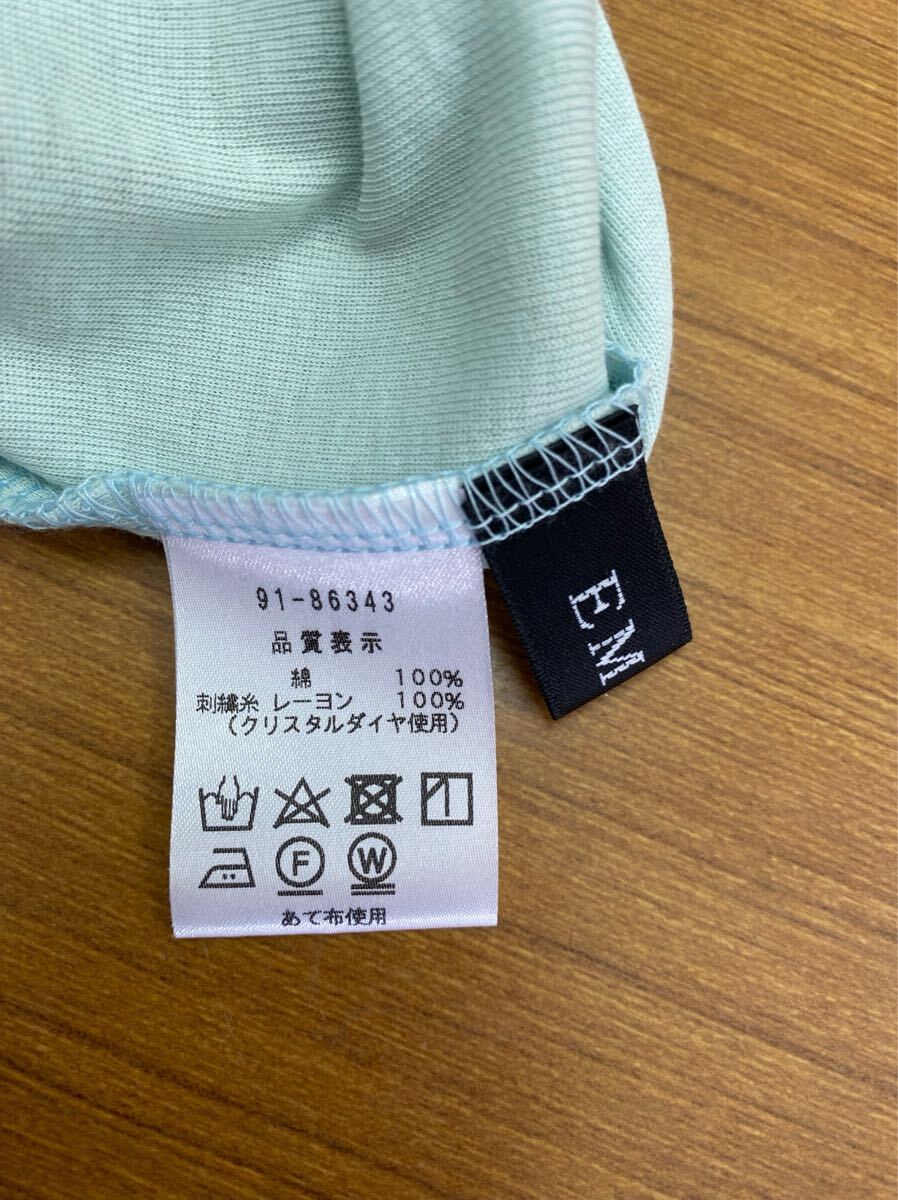 91-86343
品質表示
綿 100%
刺繍糸 レーヨン 100%
(クリスタルダイヤ使用)
F W
あて布使用
EM